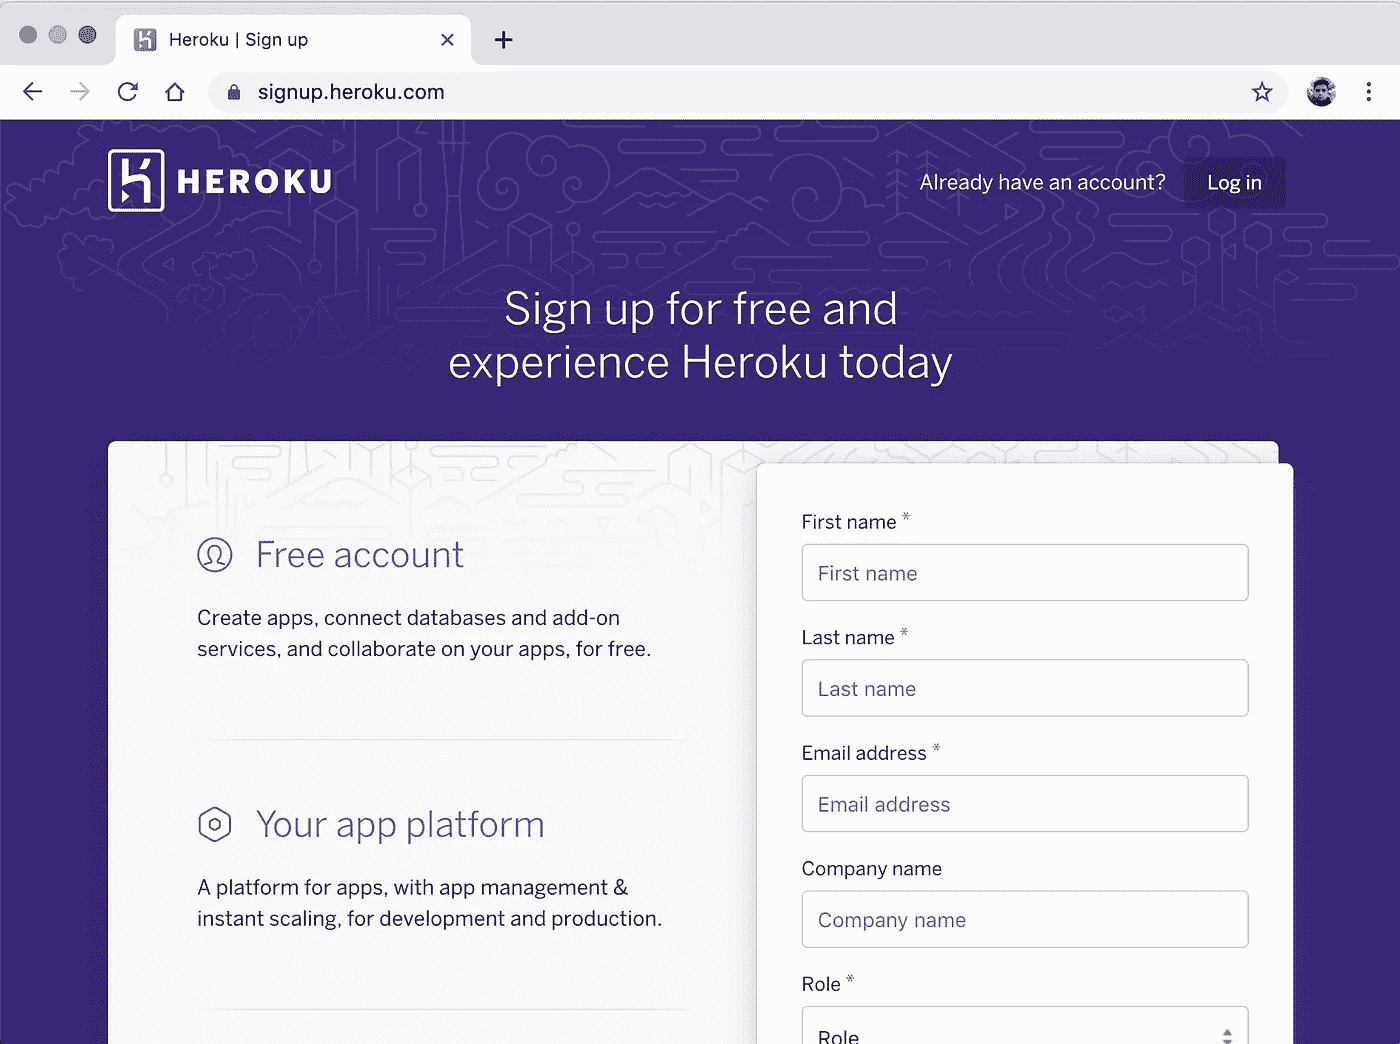 Heroku | Sign up
signup.heroku.com
HEROKU
Already have an account? Log in
Sign up for free and
experience Heroku today
Free account
Create apps, connect databases and add-on
services, and collaborate on your apps, for free.
Your app platform
A platform for apps, with app management &
instant scaling, for development and production.
First name *
First name
Last name *
Last name
Email address *
Email address
Company name
Company name
Role *
Role